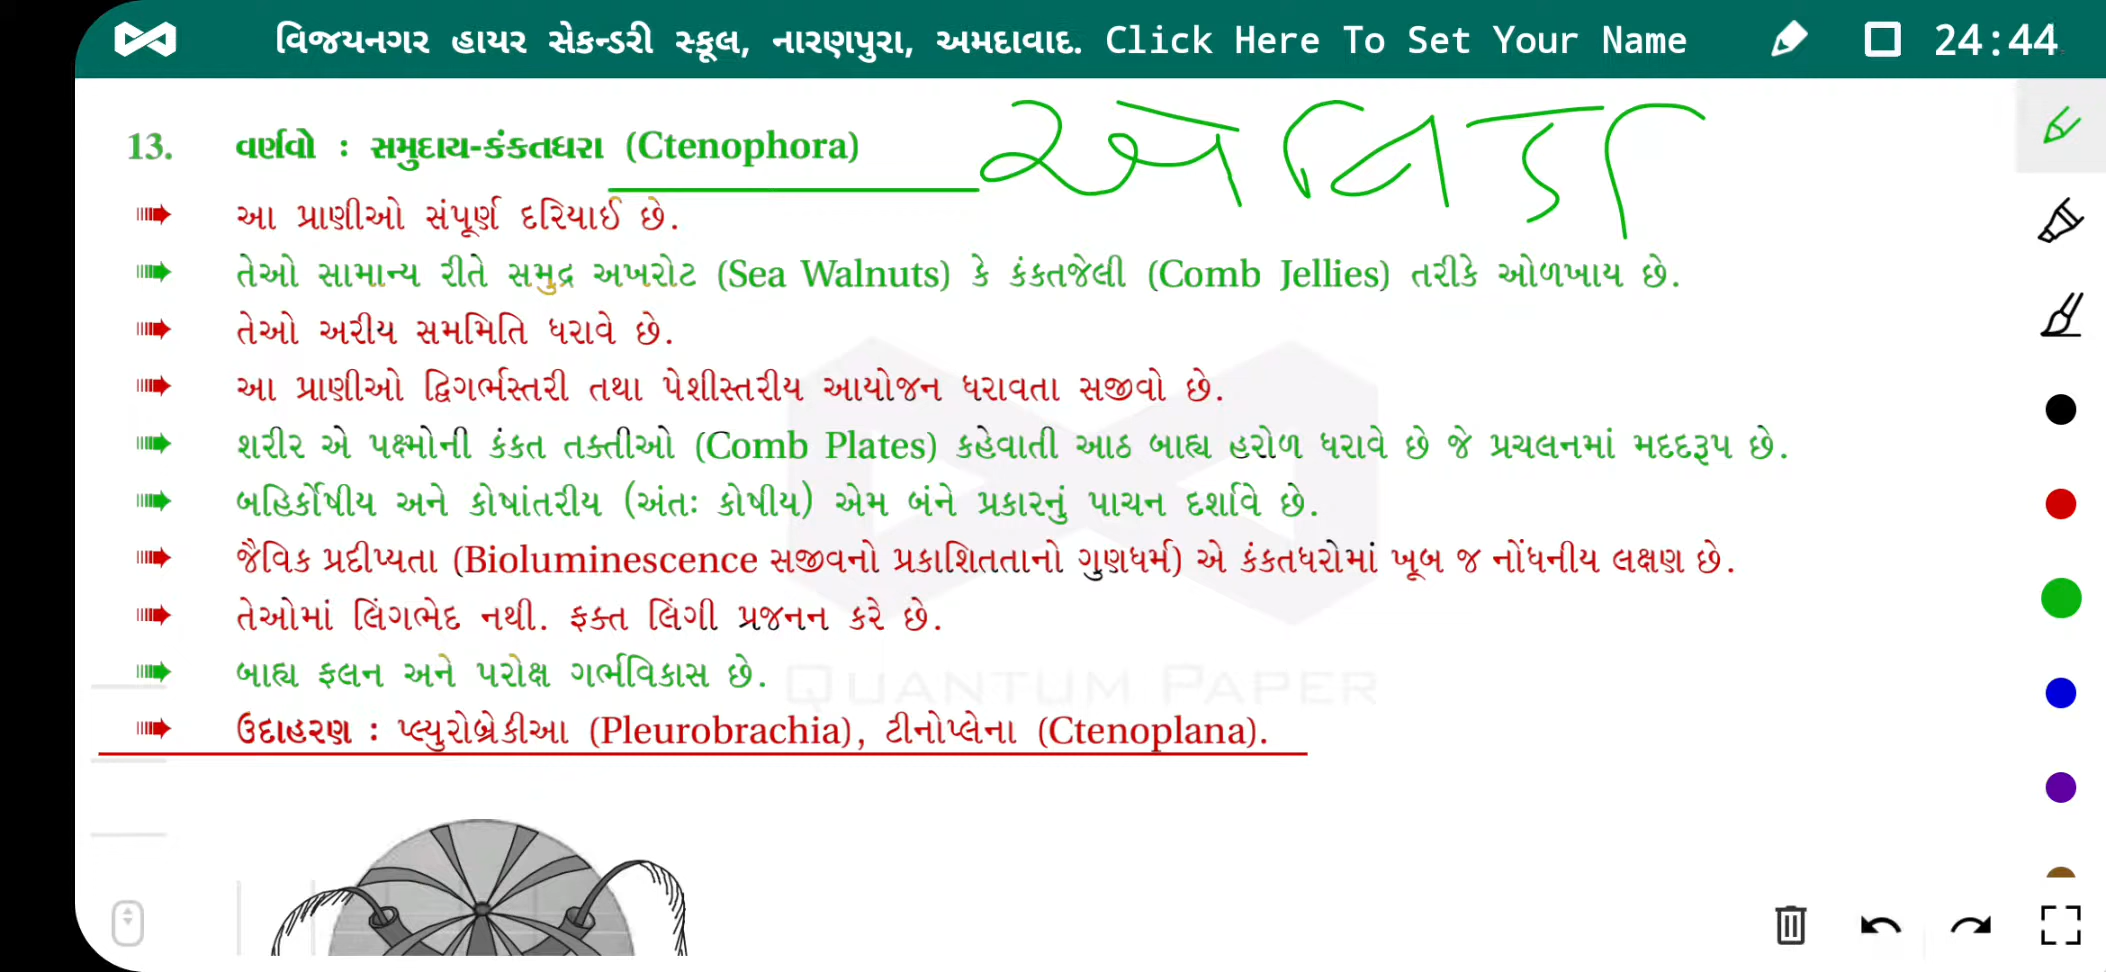 વિજયનગર હાયર સેકન્ડરી સ્કૂલ, નારણપુરા, અમદાવાદ. Click Here To Set Your Name 24:44
13. વર્ણવો : સમુદાય-કંકતધરા (Ctenophora)
આ પ્રાણીઓ સંપૂર્ણ દરિયાઈ છે.
તેઓ સામાન્ય રીતે સમુદ્ર અખરોટ (Sea Walnuts) કે કંકતજેલી (Comb Jellies) તરીકે ઓળખાય છે.
તેઓ અરીય સમમિતિ ધરાવે છે.
આ પ્રાણીઓ દ્વિગર્ભસ્તરી તથા પેશીસ્તરીય આયોજન ધરાવતા સજીવો છે.
શરીર એ પક્ષ્મોની કંકત તક્તીઓ (Comb Plates) કહેવાતી આઠ બાહ્ય હરોળ ધરાવે છે જે પ્રચલનમાં મદદરૂપ છે.
બહિર્કોષીય અને કોષાંતરીય (અંતઃ કોષીય) એમ બંને પ્રકારનું પાચન દર્શાવે છે.
જૈવિક પ્રદીપ્યતા (Bioluminescence સજીવનો પ્રકાશિતતાનો ગુણધર્મ) એ કંકતધરોમાં ખૂબ જ નોંધનીય લક્ષણ છે.
તેઓમાં લિંગભેદ નથી. ફક્ત લિંગી પ્રજનન કરે છે.
બાહ્ય ફલન અને પરોક્ષ ગર્ભવિકાસ છે.
QUANTUM PAPER
ઉદાહરણ : પ્લ્યુરોબ્રેકીઆ (Pleurobrachia), ટીનોપ્લેના (Ctenoplana).